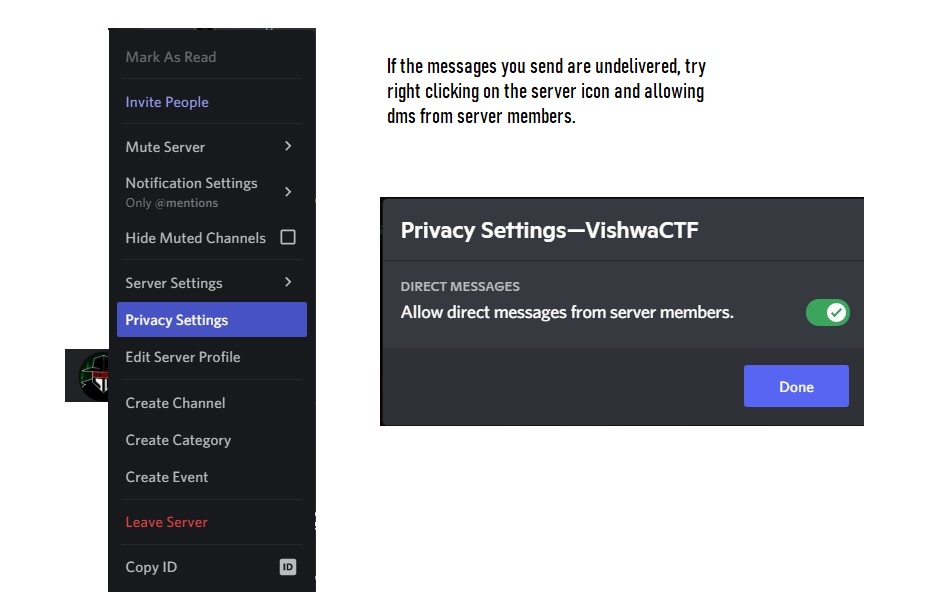 Mark As Read
Invite People
Mute Server
Notification Settings
Only @mentions
Hide Muted Channels
Server Settings
Privacy Settings
Edit Server Profile
Create Channel
Create Category
Create Event
Leave Server
Copy ID
ID
If the messages you send are undelivered, try
right clicking on the server icon and allowing
dms from server members.
Privacy Settings—VishwaCTF
DIRECT MESSAGES
Allow direct messages from server members.
Done